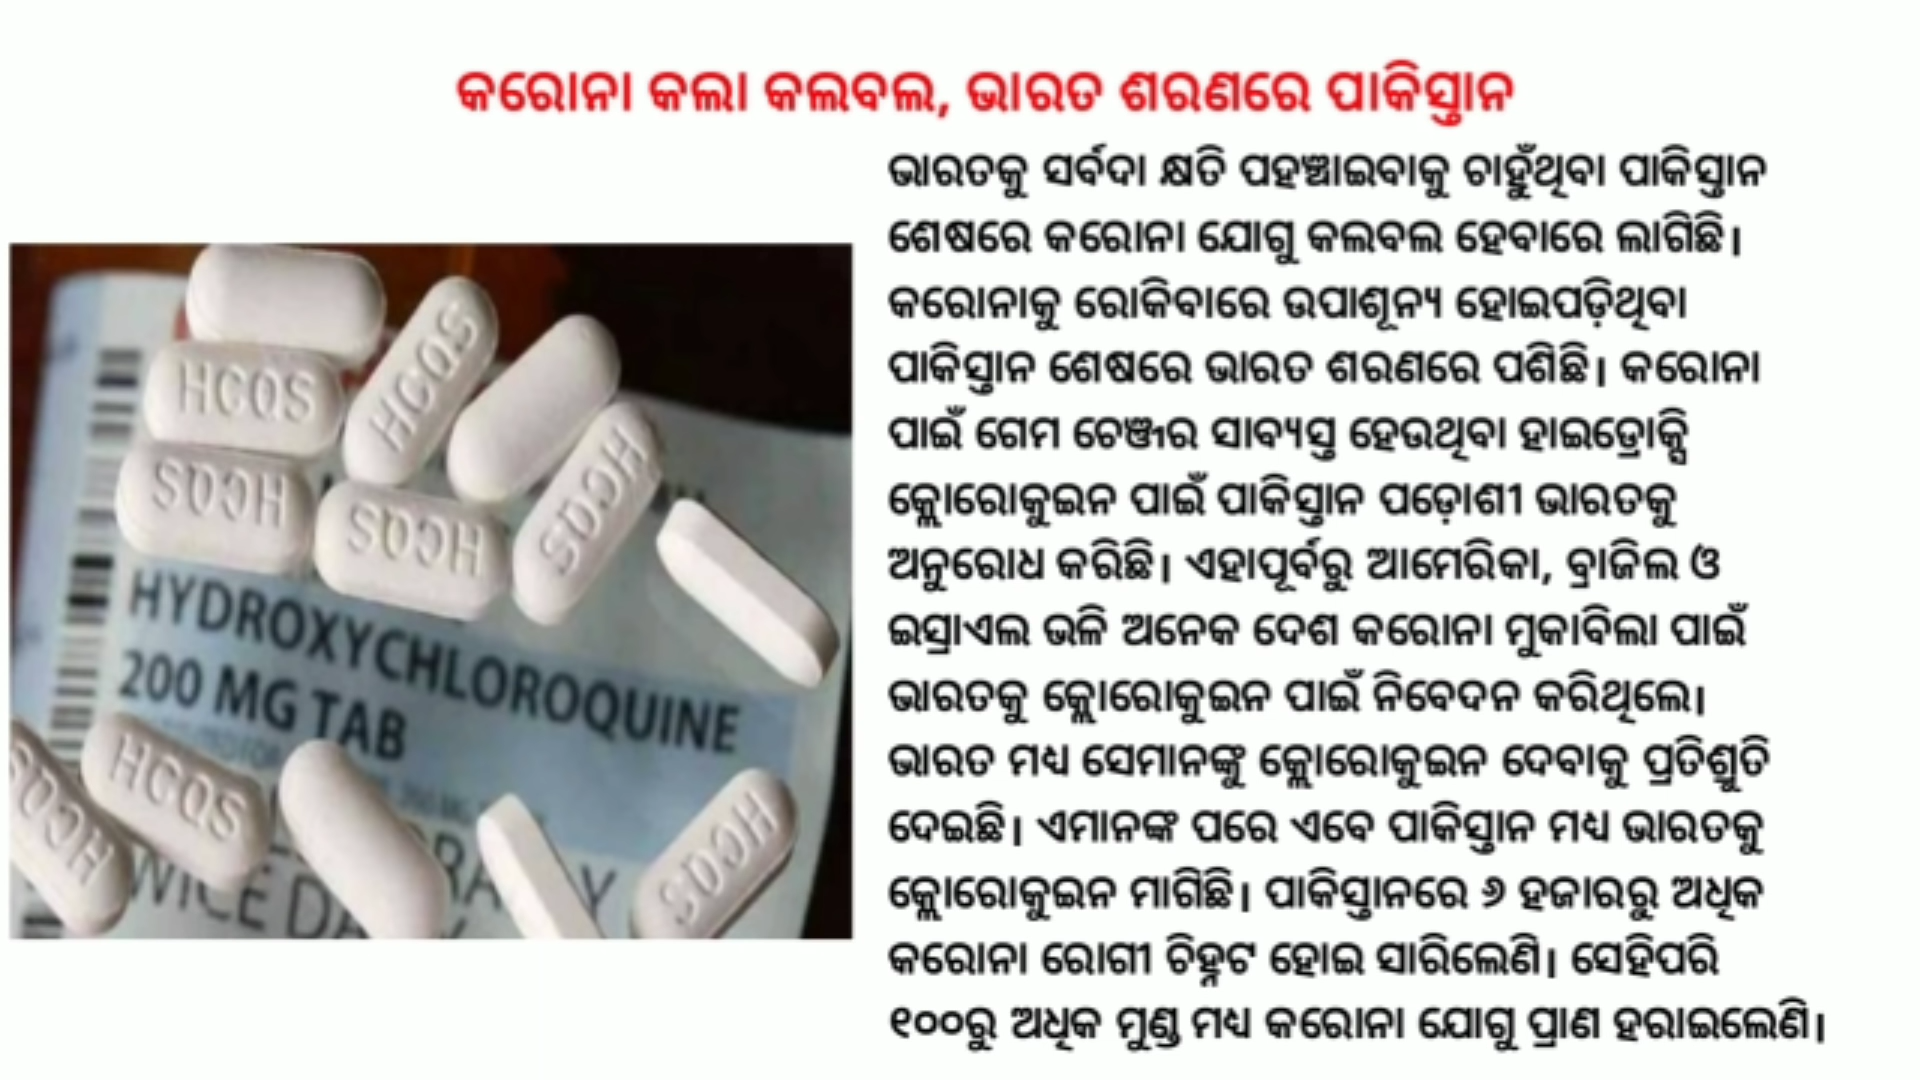 କରୋନା କଲା କଲବଲ, ଭାରତ ଶରଣରେ ପାକିସ୍ତାନ
ଭାରତକୁ ସର୍ବଦା କ୍ଷତି ପହଞ୍ଚାଇବାକୁ ଚାହୁଁଥିବା ପାକିସ୍ତାନ
ଶେଷରେ କରୋନା ଯୋଗୁ କଲବଲ ହେବାରେ ଲାଗିଛି।
କରୋନାକୁ ରୋକିବାରେ ଉପାଶୂନ୍ୟ ହୋଇପଡ଼ିଥିବା
ପାକିସ୍ତାନ ଶେଷରେ ଭାରତ ଶରଣରେ ପଶିଛି। କରୋନା
ପାଇଁ ଗେମ ଚେଞ୍ଜର ସାବ୍ୟସ୍ତ ହେଉଥିବା ହାଇଡ୍ରୋକ୍ସି
କ୍ଲୋରୋକୁଇନ ପାଇଁ ପାକିସ୍ତାନ ପଡ଼ୋଶୀ ଭାରତକୁ
ଅନୁରୋଧ କରିଛି। ଏହାପୂର୍ବରୁ ଆମେରିକା, ବ୍ରାଜିଲ ଓ
ଇସ୍ରାଏଲ ଭଳି ଅନେକ ଦେଶ କରୋନା ମୁକାବିଲା ପାଇଁ
ଭାରତକୁ କ୍ଲୋରୋକୁଇନ ପାଇଁ ନିବେଦନ କରିଥିଲେ।
ଭାରତ ମଧ୍ୟ ସେମାନଙ୍କୁ କ୍ଲୋରୋକୁଇନ ଦେବାକୁ ପ୍ରତିଶ୍ରୁତି
ଦେଇଛି। ଏମାନଙ୍କ ପରେ ଏବେ ପାକିସ୍ତାନ ମଧ୍ୟ ଭାରତକୁ
କ୍ଲୋରୋକୁଇନ ମାଗିଛି। ପାକିସ୍ତାନରେ ୬ ହଜାରରୁ ଅଧିକ
କରୋନା ରୋଗୀ ଚିହ୍ନଟ ହୋଇ ସାରିଲେଣି। ସେହିପରି
୧୦୦ରୁ ଅଧିକ ମୁଣ୍ଡ ମଧ୍ୟ କରୋନା ଯୋଗୁ ପ୍ରାଣ ହରାଇଲେଣି।
HCQS
HCQS
HCQS
HCQS
HCQS
HYDROXYCHLOROQUINE
200 MG TAB
HCQS
HCQS
HCQS